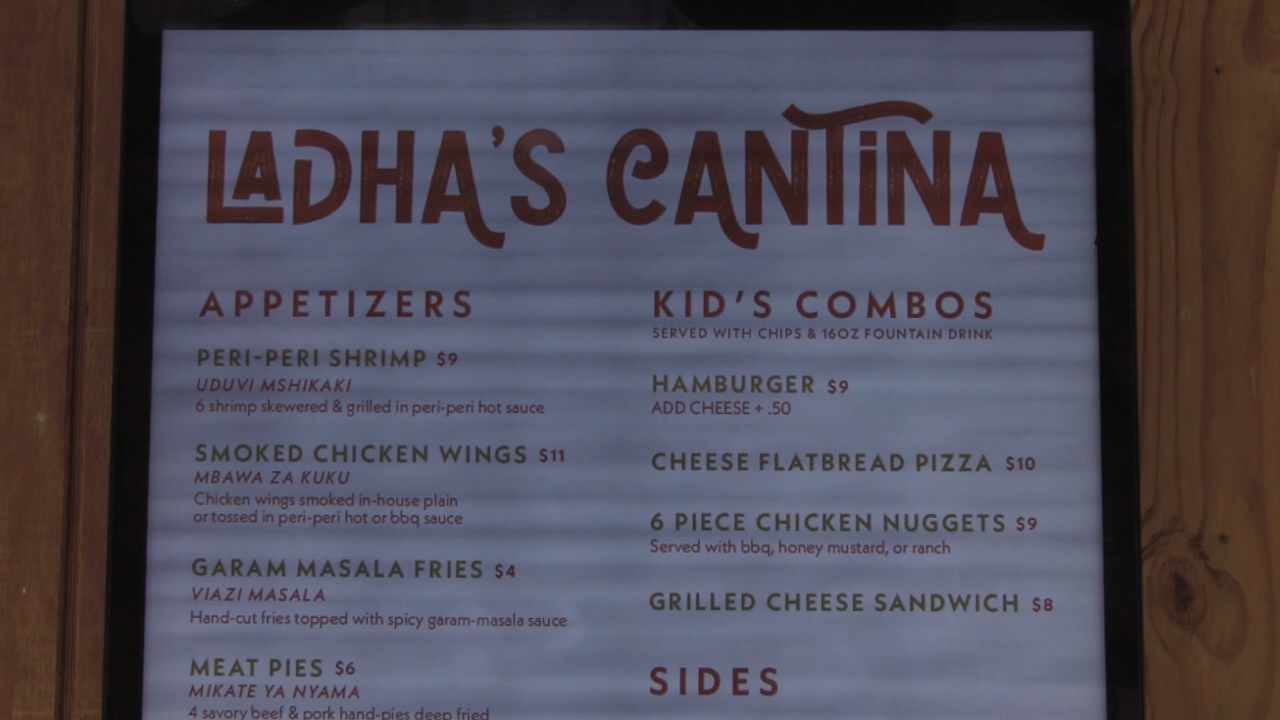 LADHA'S CANTINA
APPETIZERS
PERI-PERI SHRIMP $9
UDUVI MSHIKAKI
6 shrimp skewered & grilled in peri-peri hot sauce
SMOKED CHICKEN WINGS $11
MBAWA ZA KUKU
Chicken wings smoked in-house plain
or tossed in peri-peri hot or bbq sauce
GARAM MASALA FRIES $4
VIAZI MASALA
Hand-cut fries topped with spicy garam-masala sauce
MEAT PIES $6
MIKATE YA NYAMA
4 savory beef & pork hand-pies deep fried
KID'S COMBOS
SERVED WITH CHIPS & 16OZ FOUNTAIN DRINK
HAMBURGER $9
ADD CHEESE + .50
CHEESE FLATBREAD PIZZA $10
6 PIECE CHICKEN NUGGETS $9
Served with bbq, honey mustard, or ranch
GRILLED CHEESE SANDWICH $8
SIDES